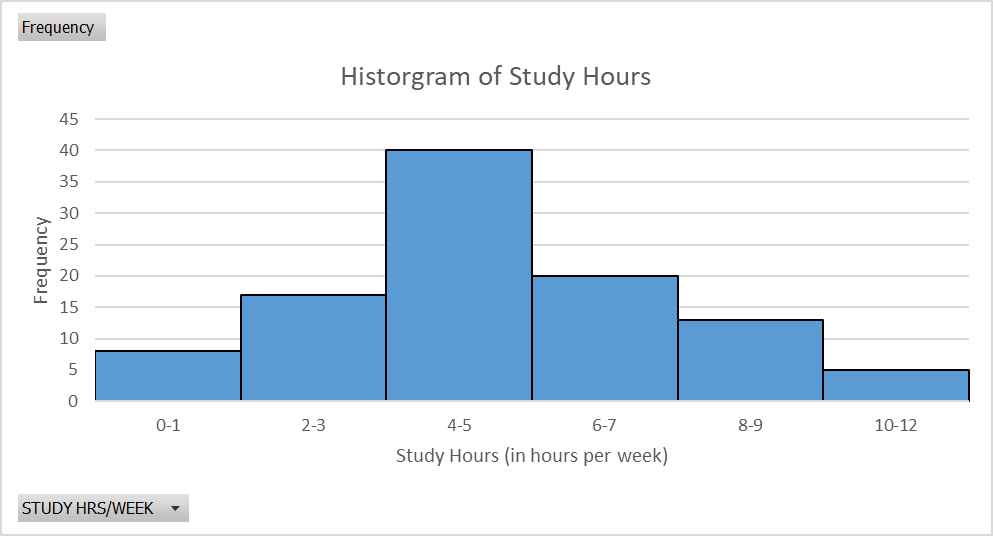 Frequency
Historgram of Study Hours
45
40
35
30
25
20
15
10
5
0
Frequency
0-1 2-3 4-5 6-7 8-9 10-12
Study Hours (in hours per week)
STUDY HRS/WEEK